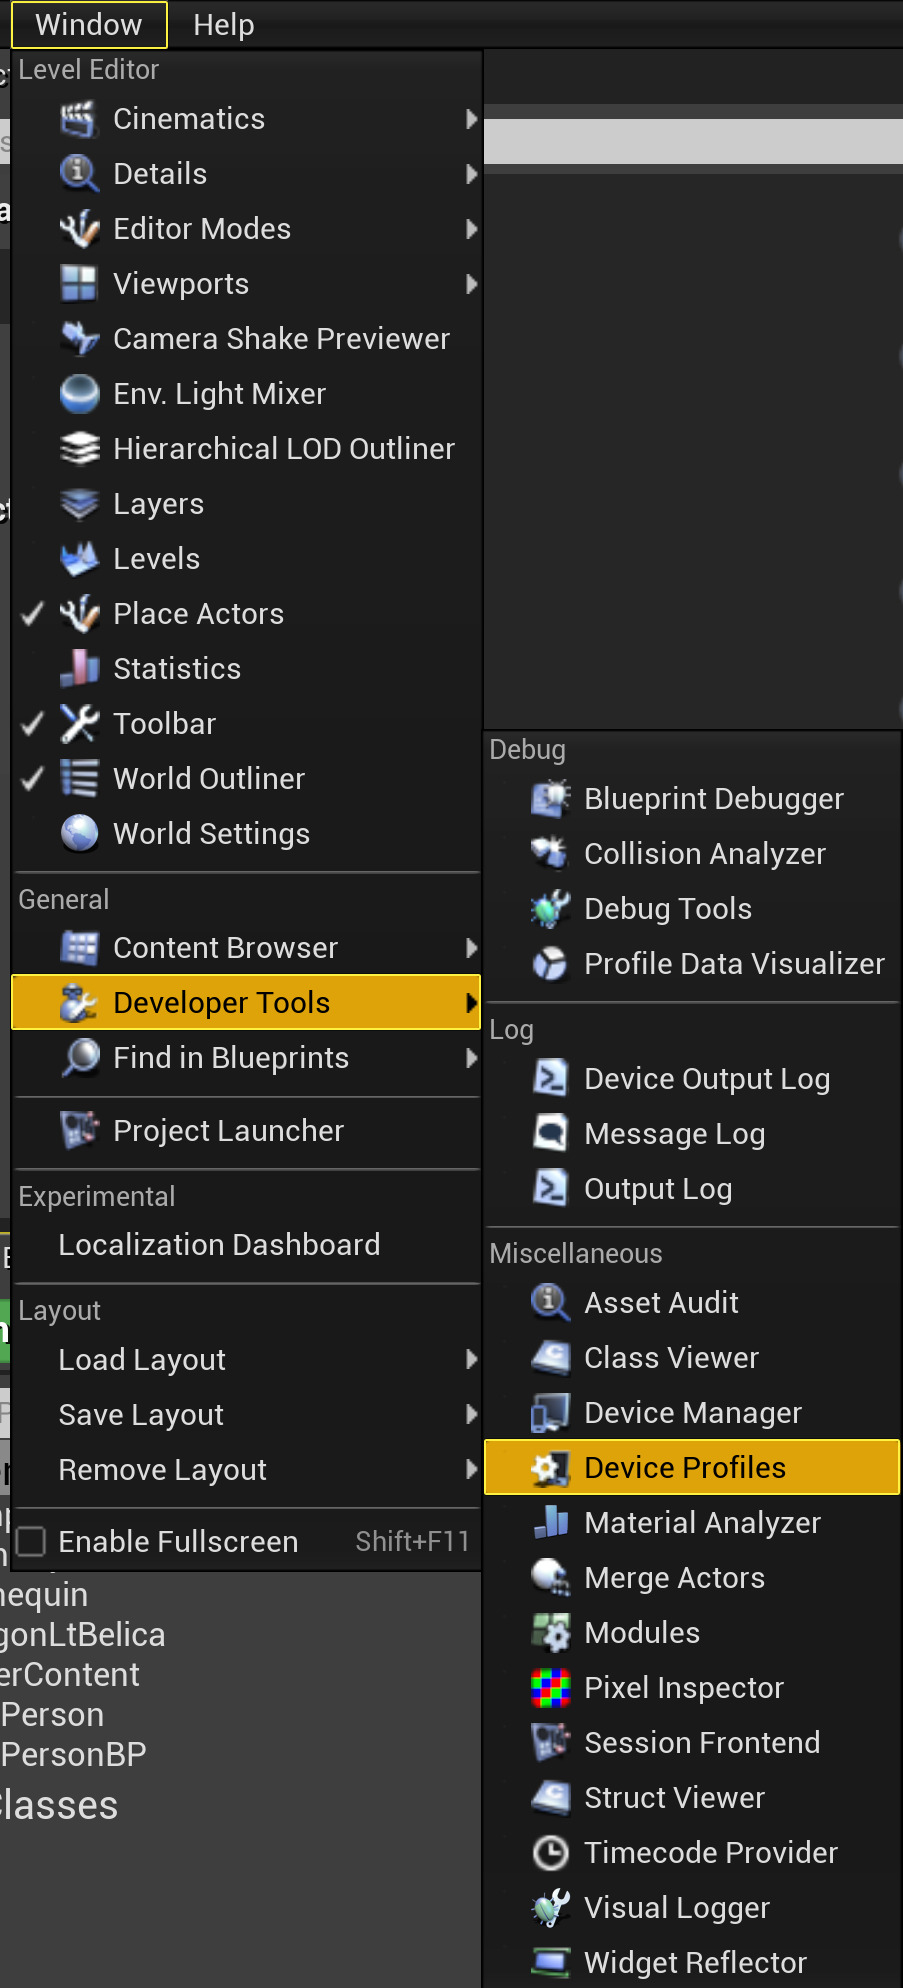 Window Help
Level Editor
Cinematics
Details
Editor Modes
Viewports
Camera Shake Previewer
Env. Light Mixer
Hierarchical LOD Outliner
Layers
Levels
Place Actors
Statistics
Toolbar
World Outliner
World Settings
General
Content Browser
Developer Tools
Find in Blueprints
Project Launcher
Experimental
Localization Dashboard
Layout
Load Layout
Save Layout
Remove Layout
Enable Fullscreen Shift+F11
Debug
Blueprint Debugger
Collision Analyzer
Debug Tools
Profile Data Visualizer
Log
Device Output Log
Message Log
Output Log
Miscellaneous
Asset Audit
Class Viewer
Device Manager
Device Profiles
Material Analyzer
Merge Actors
Modules
Pixel Inspector
Session Frontend
Struct Viewer
Timecode Provider
Visual Logger
Widget Reflector
nequin
gonLtBelica
erContent
Person
PersonBP
lasses